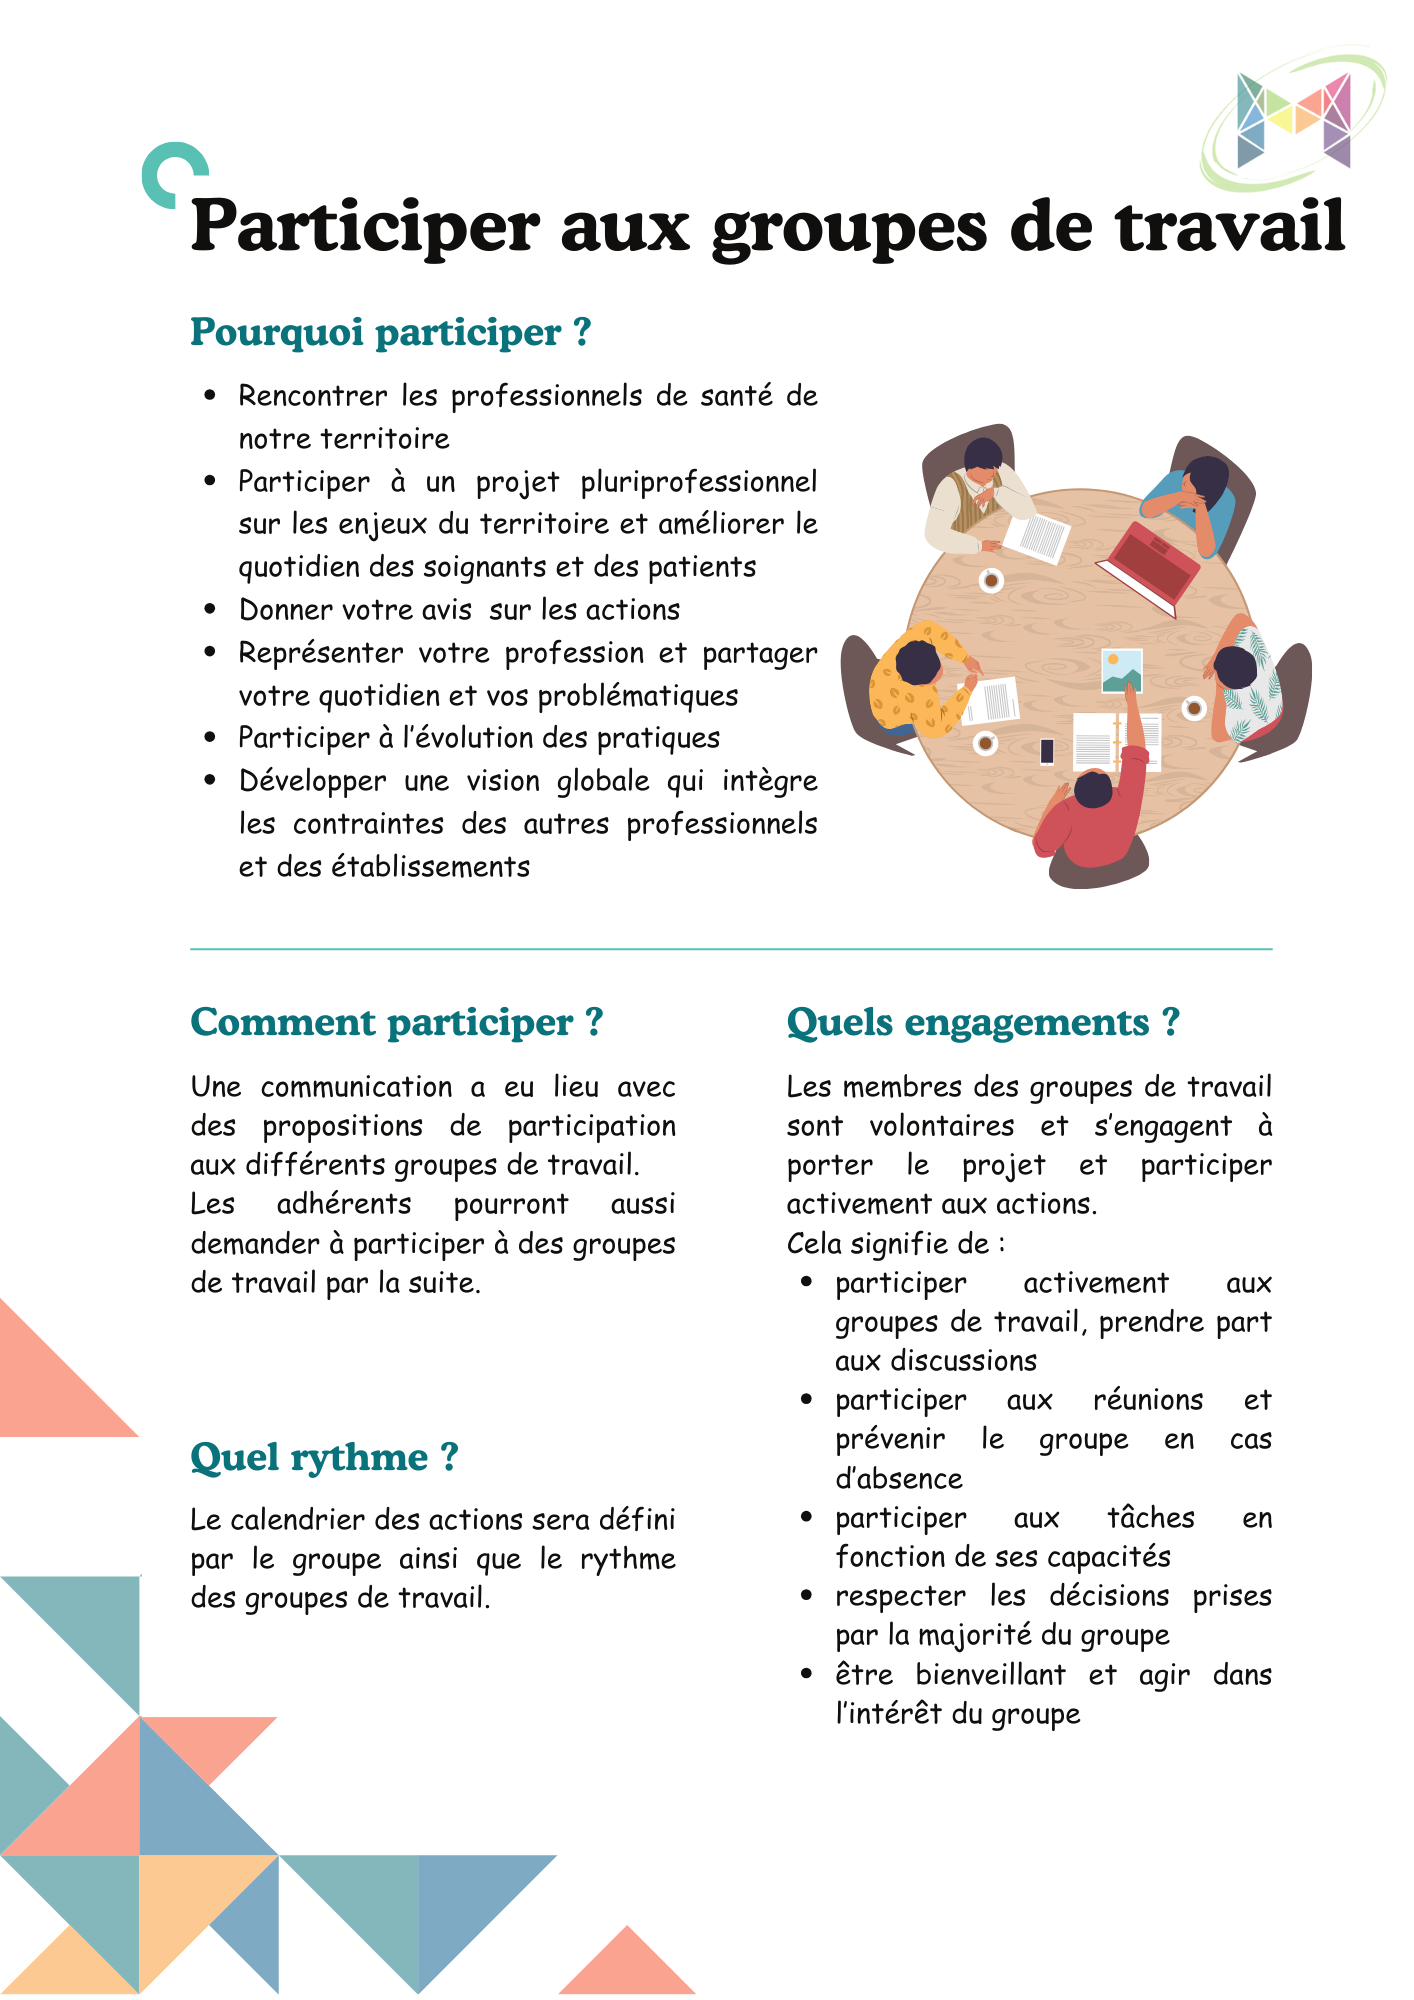 Participer aux groupes de travail
Pourquoi participer ?
Rencontrer les professionnels de santé de
notre territoire
Participer à un projet pluriprofessionnel
sur les enjeux du territoire et améliorer le
quotidien des soignants et des patients
Donner votre avis  sur les actions
Représenter votre profession et partager
votre quotidien et vos problématiques
Participer à l'évolution des pratiques
Développer une vision globale qui intègre
les contraintes des autres professionnels
et des établissements
Comment participer ?
Une communication a eu lieu avec
des propositions de participation
aux différents groupes de travail.
Les adhérents pourront aussi
demander à participer à des groupes
de travail par la suite.
Quel rythme ?
Le calendrier des actions sera défini
par le groupe ainsi que le rythme
des groupes de travail.
Quels engagements ?
Les membres des groupes de travail
sont volontaires et s'engagent à
porter le projet et participer
activement aux actions.
Cela signifie de :
participer activement aux
groupes de travail, prendre part
aux discussions
participer aux réunions et
prévenir le groupe en cas
d'absence
participer aux tâches en
fonction de ses capacités
respecter les décisions prises
par la majorité du groupe
être bienveillant et agir dans
l'intérêt du groupe